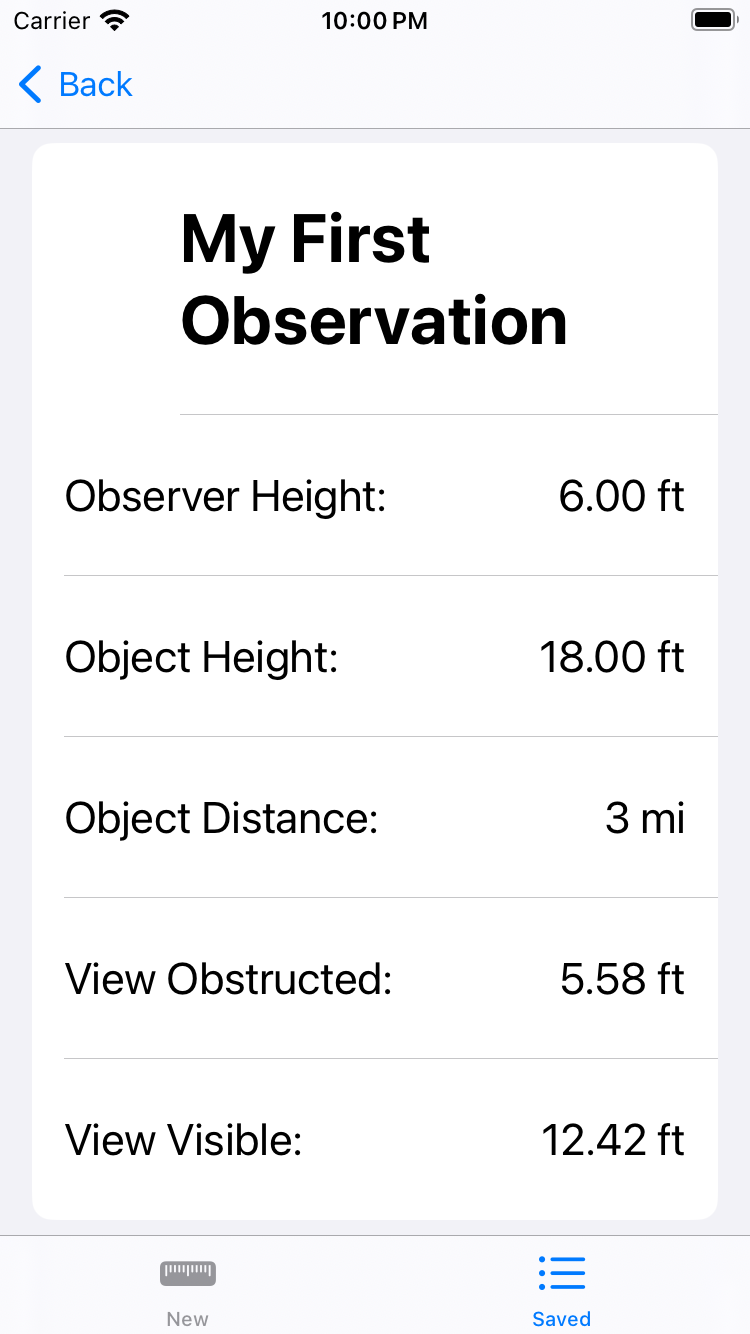 Carrier 10:00 PM
Back
My First
Observation
Observer Height: 6.00 ft
Object Height: 18.00 ft
Object Distance: 3 mi
View Obstructed: 5.58 ft
View Visible: 12.42 ft
New Saved